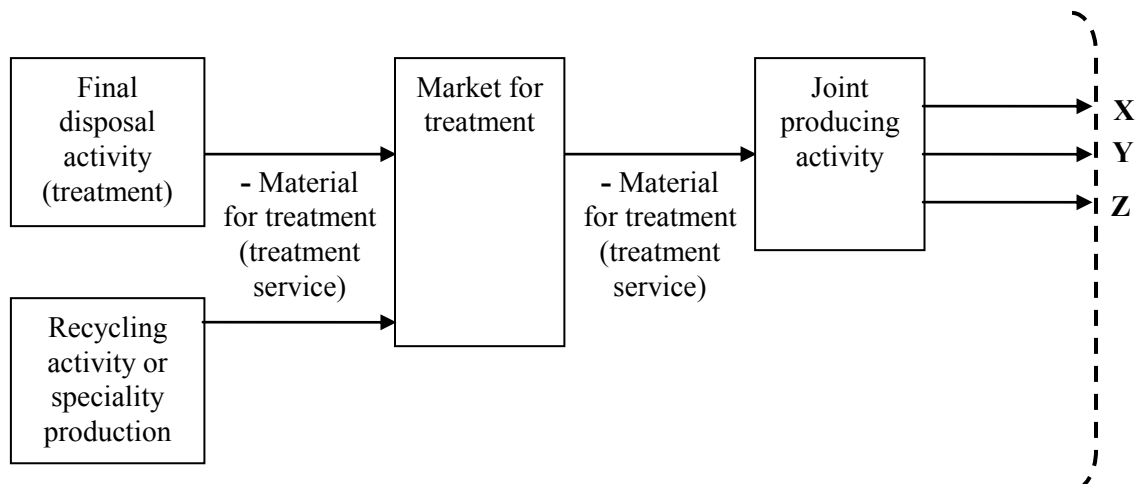 Final
disposal
activity
(treatment)
- Material
for treatment
(treatment
service)
Market for
treatment
- Material
for treatment
(treatment
service)
Joint
producing
activity
X
Y
Z
Recycling
activity or
speciality
production